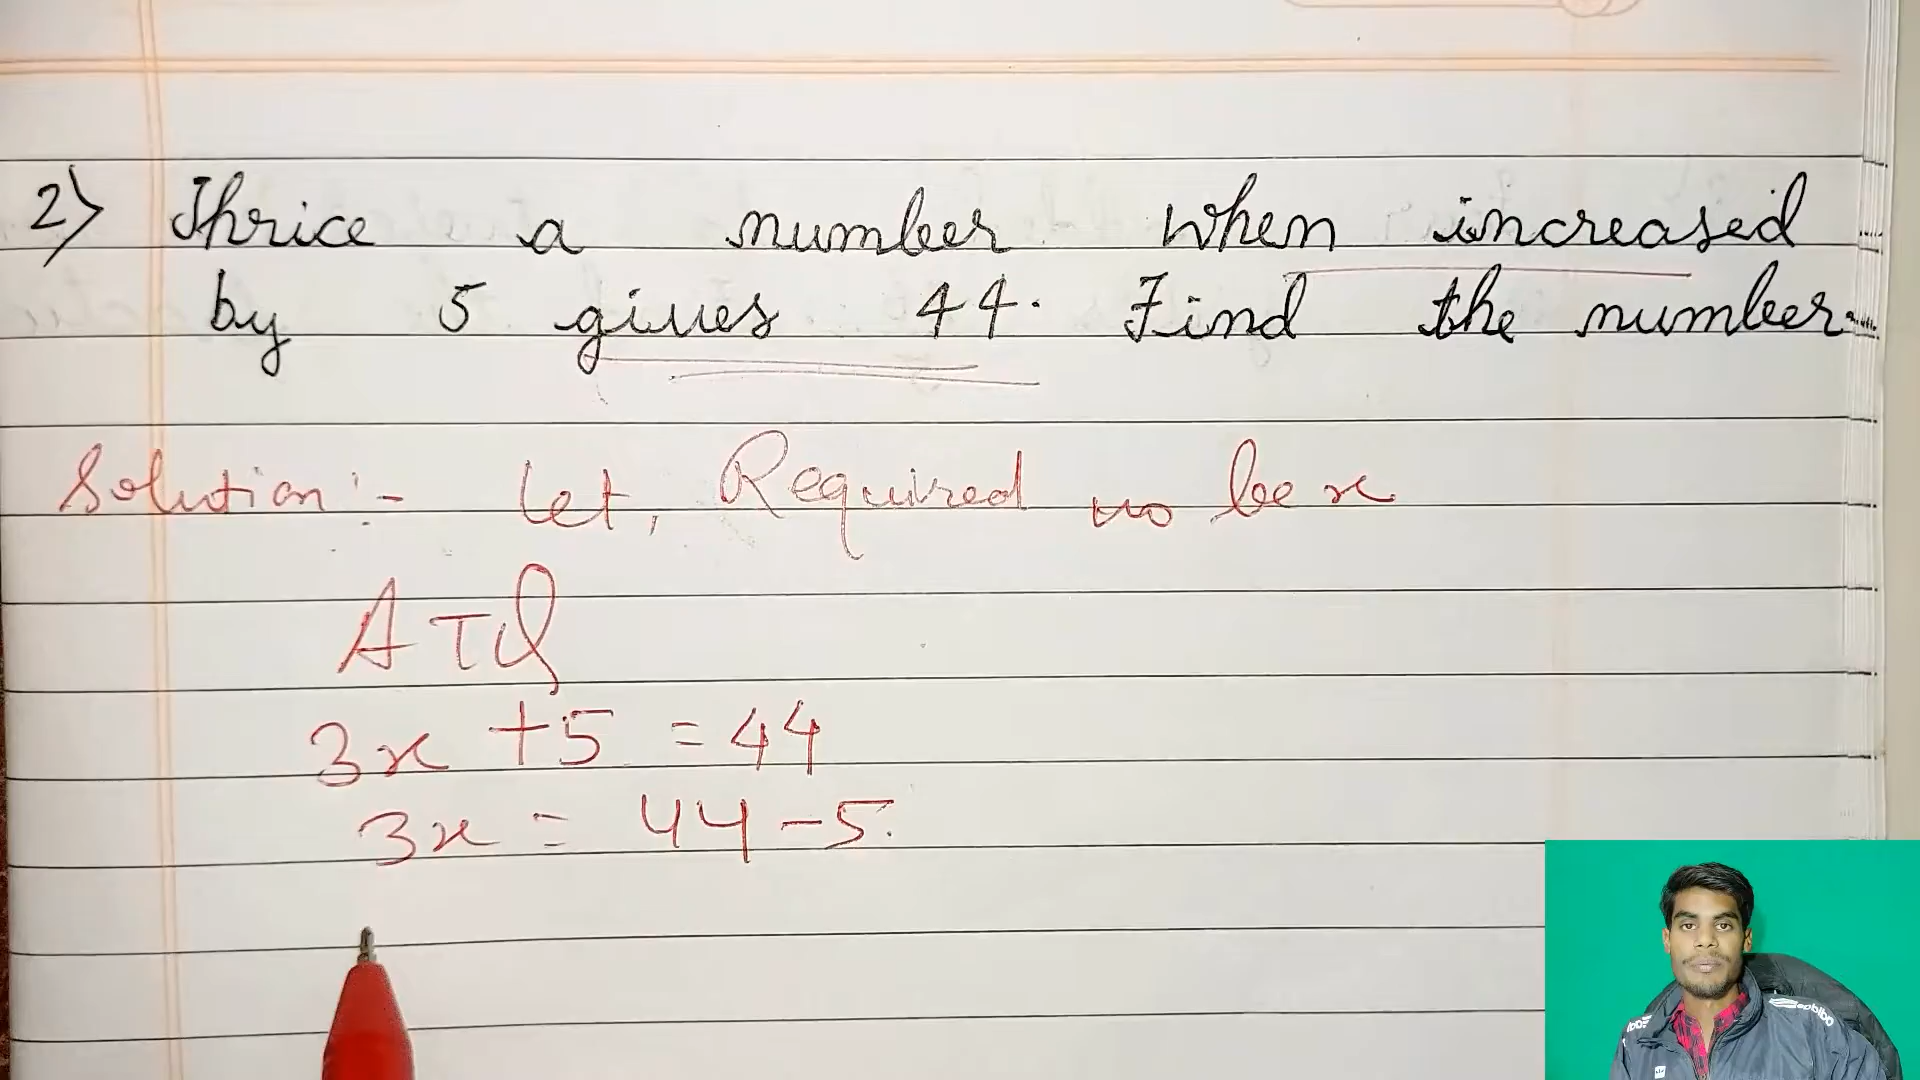 2) Thrice a number when increased
by 5 gives 44. Find the number.
Solution:- let, Required no be x
ATQ
3x + 5 = 44
3x = 44 - 5.